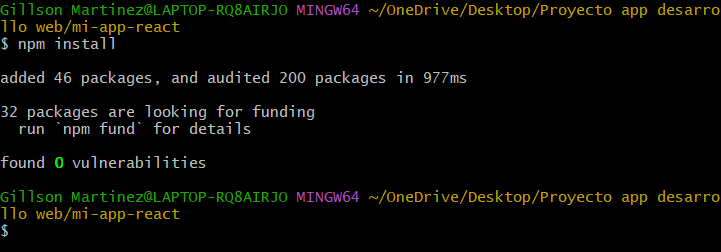 Gillson Martinez@LAPTOP-RQ8AIRJO MINGW64 ~/OneDrive/Desktop/Proyecto app desarro
llo web/mi-app-react
$ npm install
added 46 packages, and audited 200 packages in 977ms
32 packages are looking for funding
  run `npm fund` for details
found 0 vulnerabilities
Gillson Martinez@LAPTOP-RQ8AIRJO MINGW64 ~/OneDrive/Desktop/Proyecto app desarro
llo web/mi-app-react
$